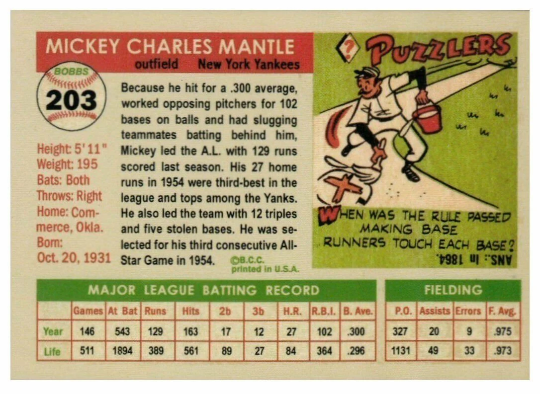 MICKEY CHARLES MANTLE
outfield New York Yankees
BOBBS
203
Height: 5' 11"
Weight: 195
Bats: Both
Throws: Right
Home: Com-
merce, Okla.
Born:
Oct. 20, 1931
Because he hit for a .300 average,
worked opposing pitchers for 102
bases on balls and had slugging
teammates batting behind him,
Mickey led the A.L. with 129 runs
scored last season. His 27 home
runs in 1954 were third-best in the
league and tops among the Yanks.
He also led the team with 12 triples
and five stolen bases. He was se-
lected for his third consecutive All-
Star Game in 1954.
©B.C.C.
printed in U.S.A.
? PUZZLERS
WHEN WAS THE RULE PASSED
MAKING BASE
RUNNERS TOUCH EACH BASE?
ANS.: In 1864.
MAJOR LEAGUE BATTING RECORD
Games At Bat Runs Hits 2b 3b H.R. R.B.I. B. Ave.
Year 146 543 129 163 17 12 27 102 .300
Life 511 1894 389 561 89 27 84 364 .296
FIELDING
P.O. Assists Errors F. Avg.
327 20 9 .975
1131 49 33 .973